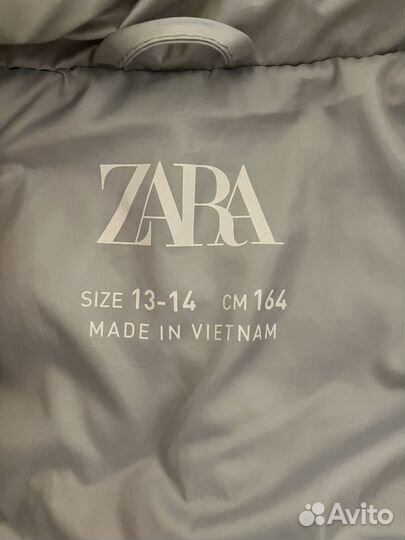 ZARA
SIZE 13-14 CM 164
MADE IN VIETNAM
Avito